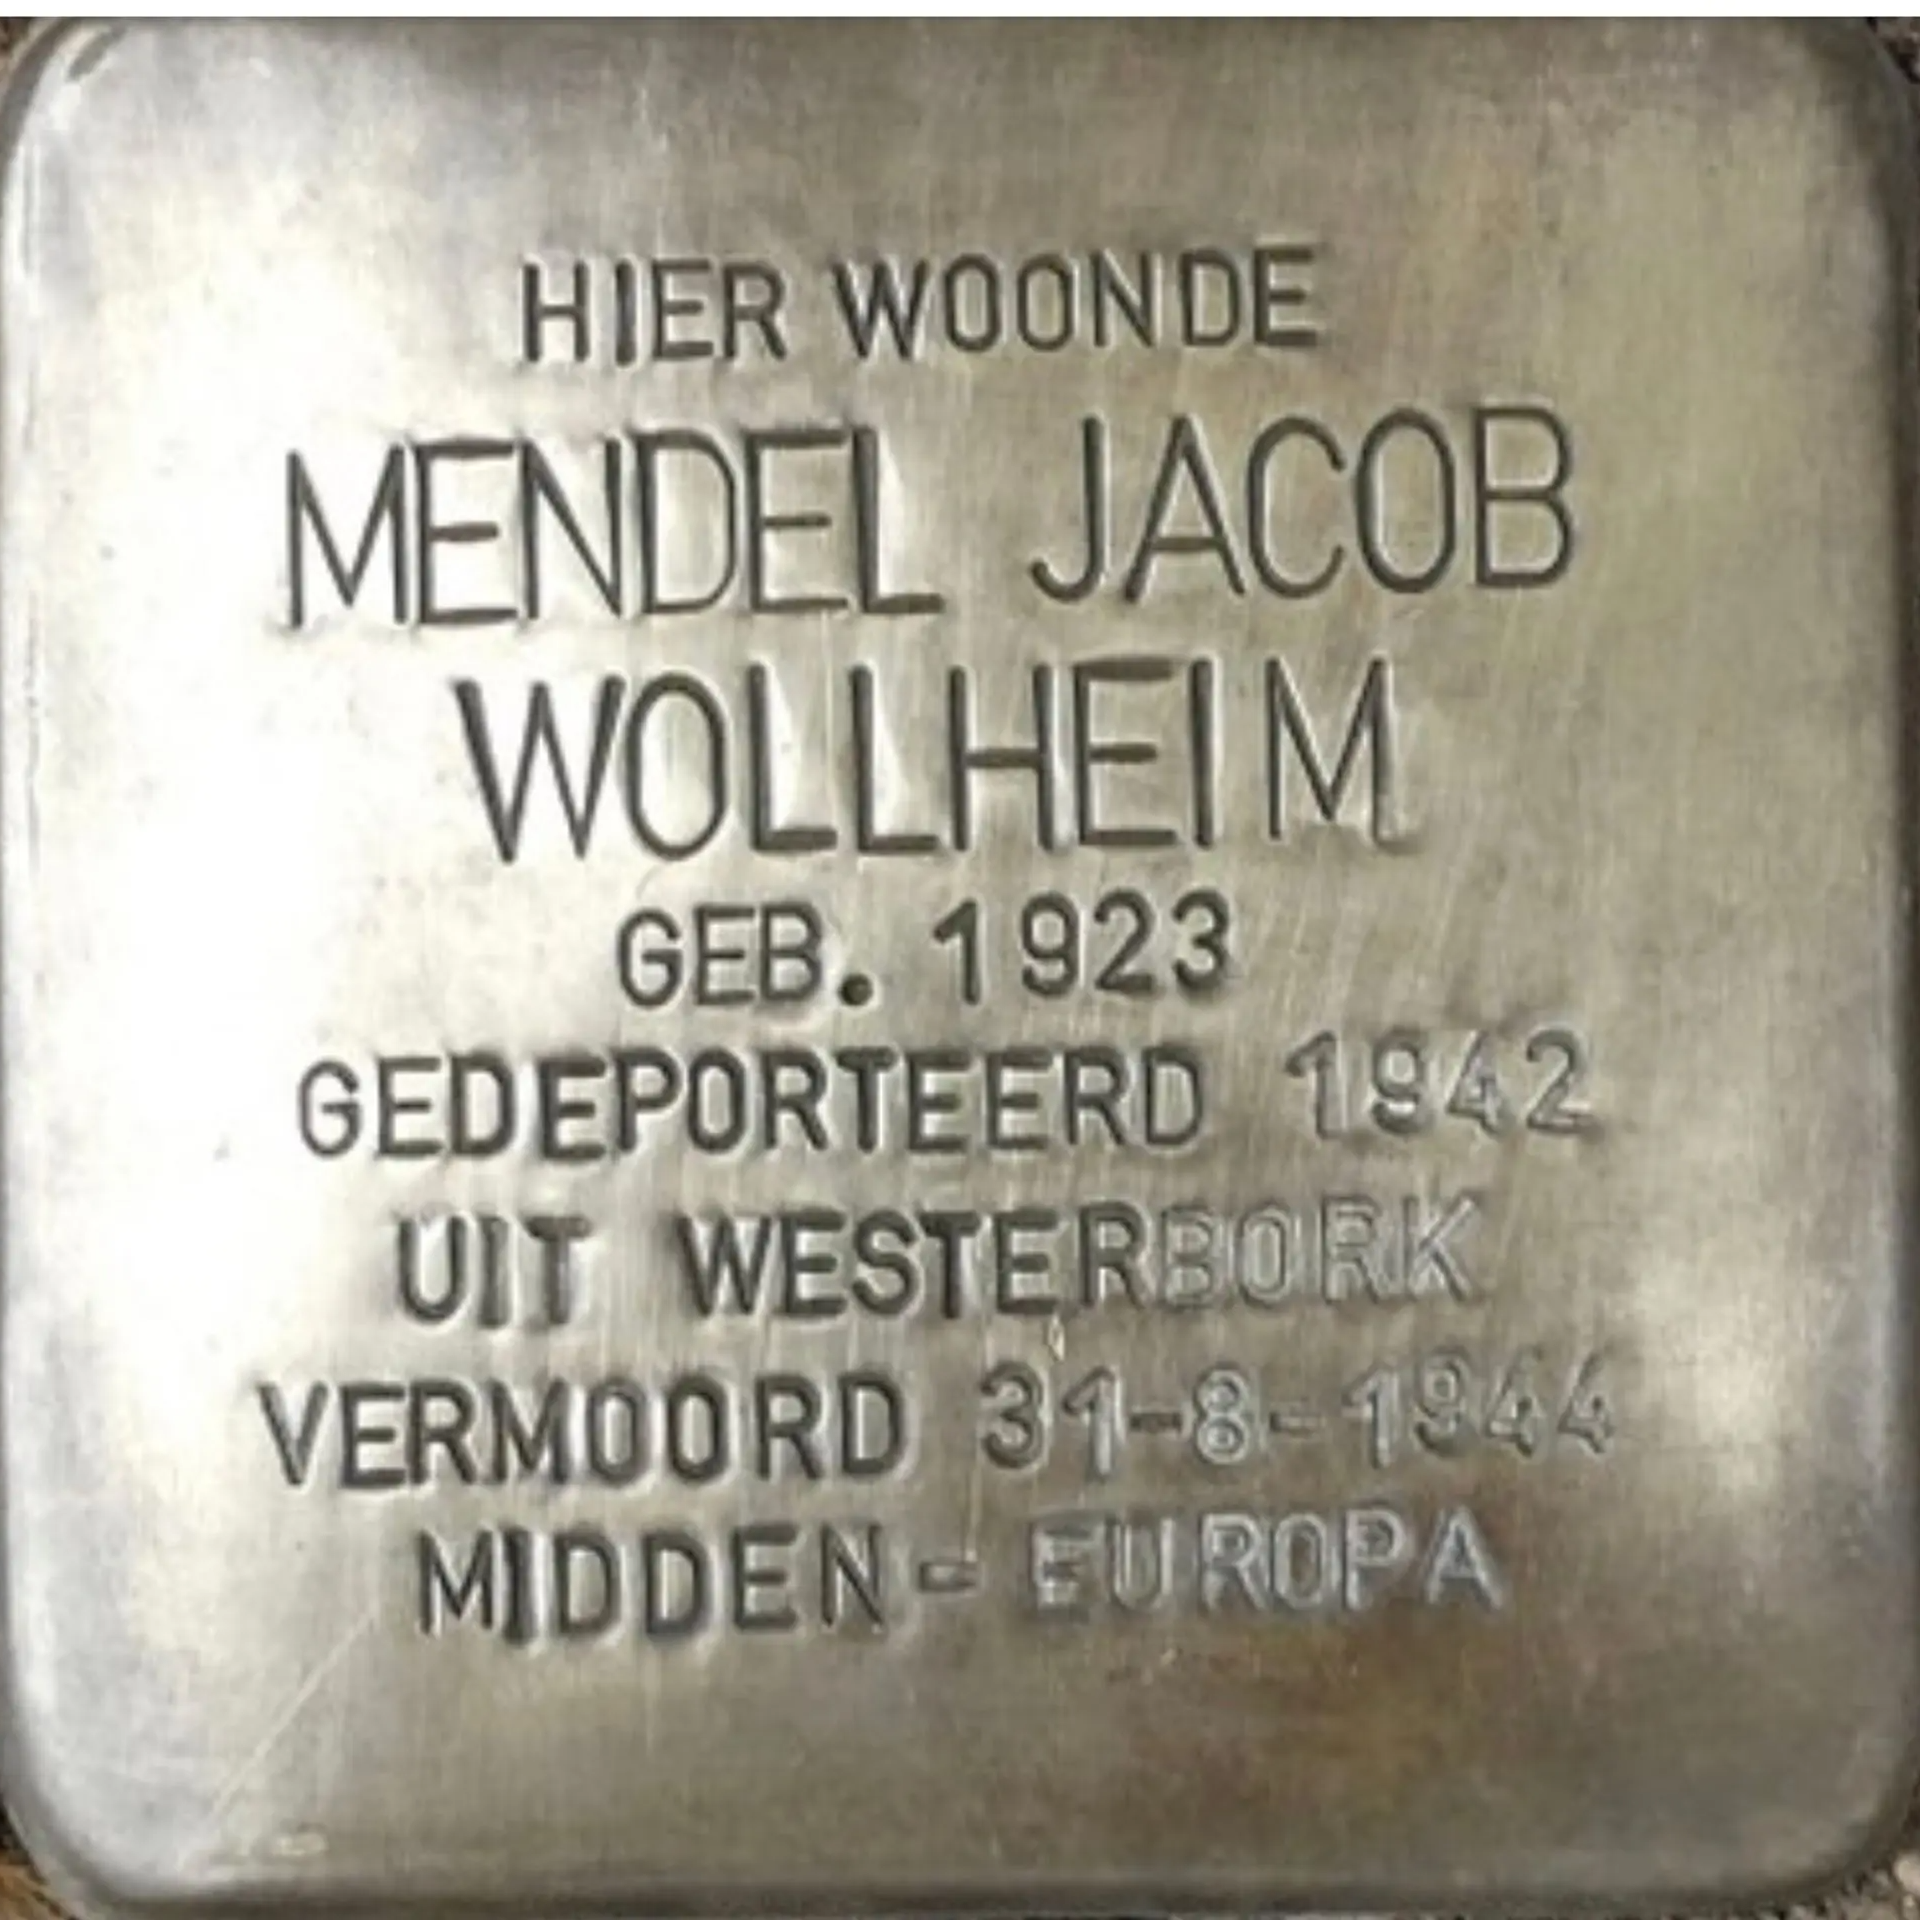 HIER WOONDE
MENDEL JACOB
WOLLHEIM
GEB. 1923
GEDEPORTEERD 1942
UIT WESTERBORK
VERMOORD 31-8-1944
MIDDEN-EUROPA